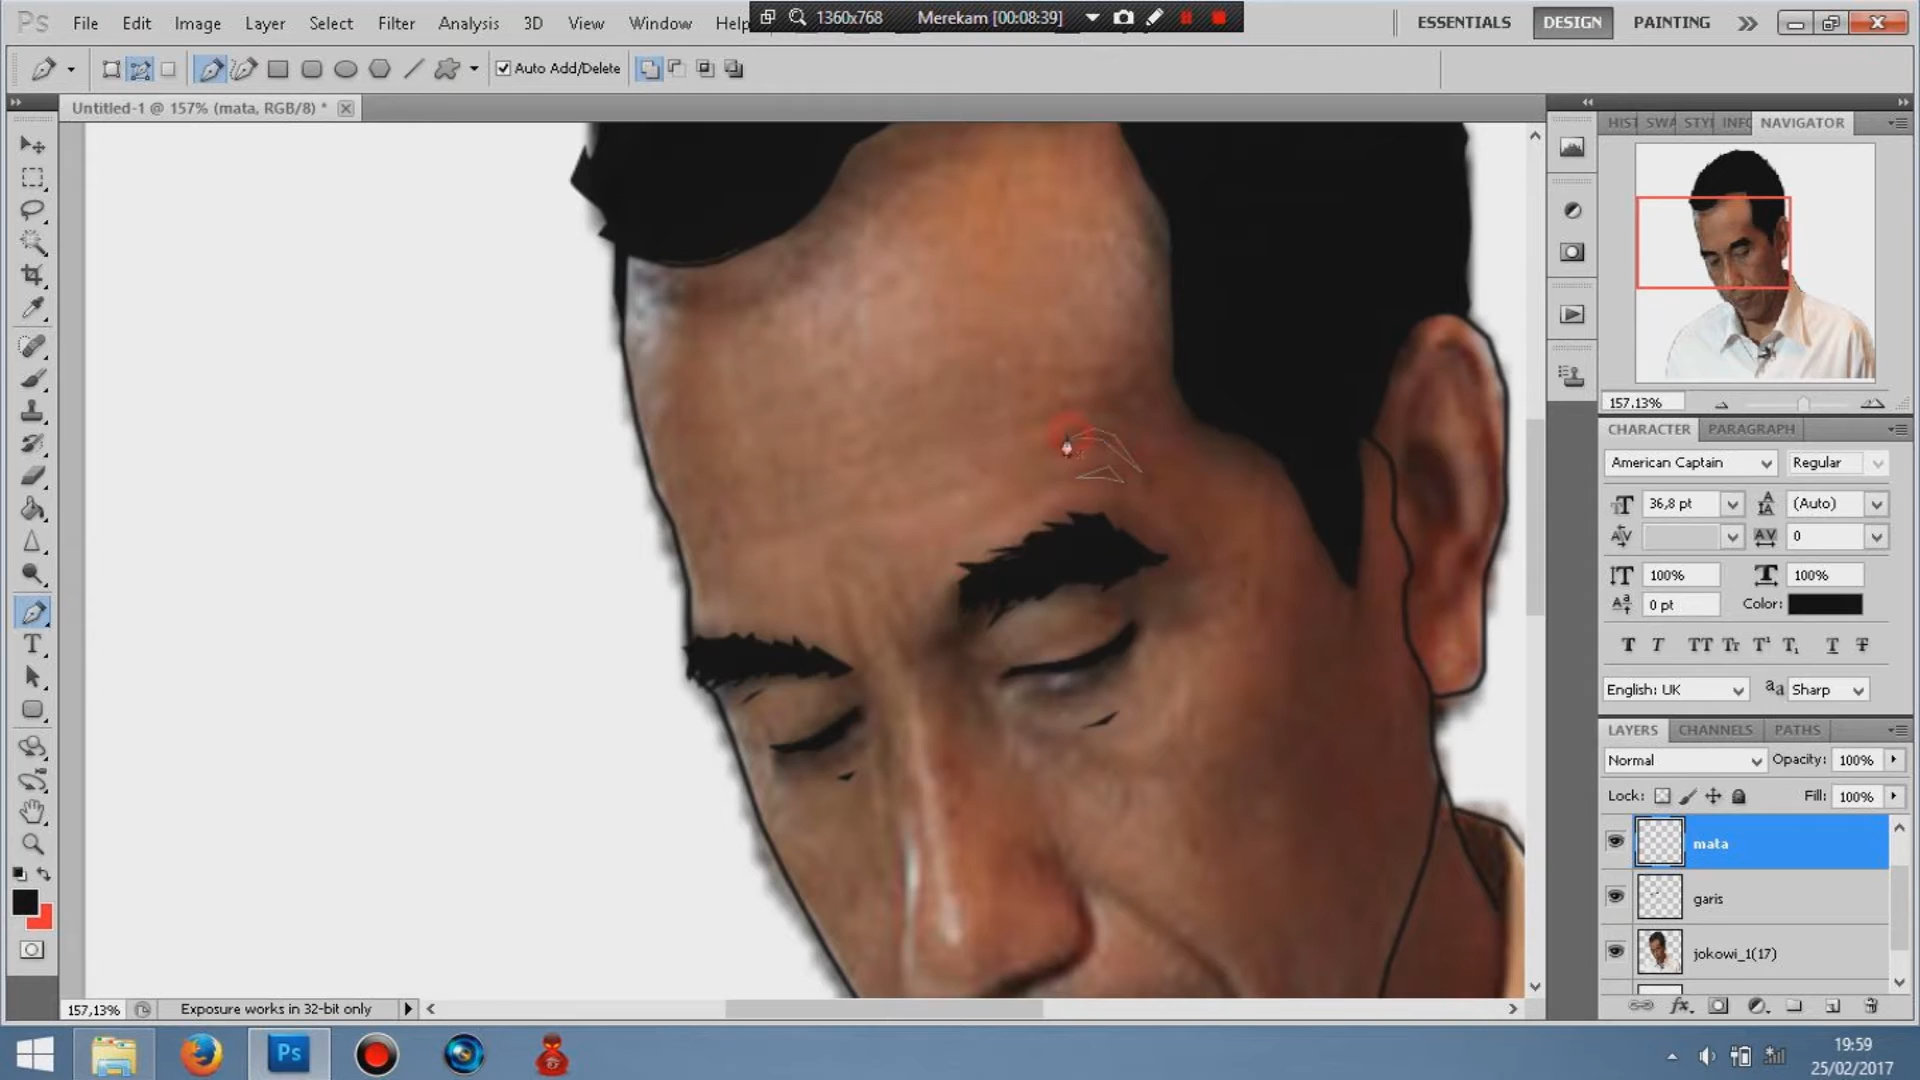 Ps File Edit Image Layer Select Filter Analysis 3D View Window Help
1360x768 Merekam [00:08:39]
ESSENTIALS DESIGN PAINTING
Auto Add/Delete
Untitled-1 @ 157% (mata, RGB/8) *
NAVIGATOR
157.13%
CHARACTER PARAGRAPH
American Captain Regular
36,8 pt (Auto)
0
100% 100%
0 pt Color:
English: UK Sharp
LAYERS CHANNELS PATHS
Normal Opacity: 100%
Lock: Fill: 100%
mata
garis
jokowi_1(17)
157,13% Exposure works in 32-bit only
Ps
19:59
25/02/2017